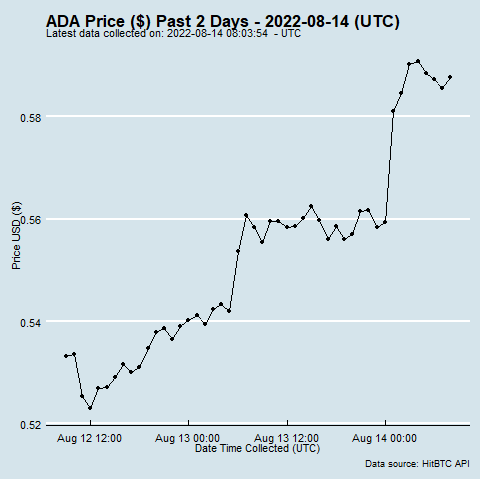 ADA Price ($) Past 2 Days - 2022-08-14 (UTC)
Latest data collected on: 2022-08-14 08:03:54 - UTC
0.58
0.56
0.54
0.52
Price USD ($)
Aug 12 12:00 Aug 13 00:00 Aug 13 12:00 Aug 14 00:00
Date Time Collected (UTC)
Data source: HitBTC API